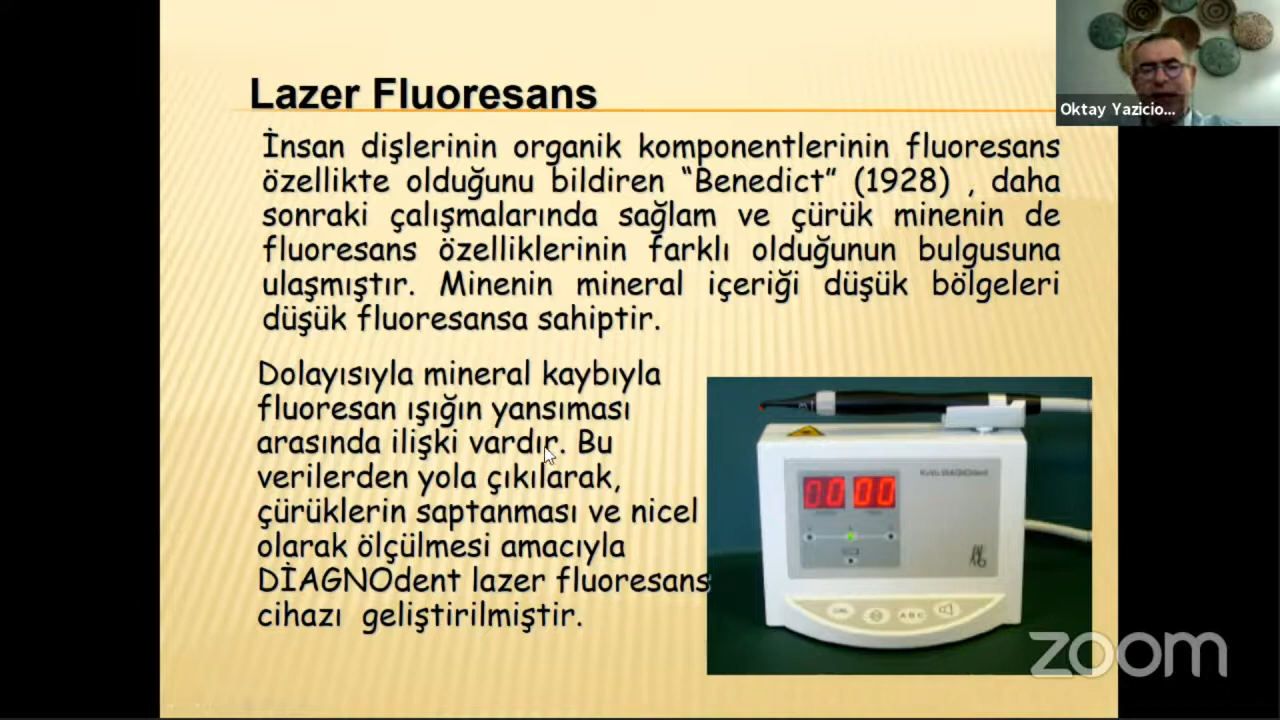 Lazer Fluoresans
İnsan dişlerinin organik komponentlerinin fluoresans
özellikte olduğunu bildiren “Benedict” (1928) , daha
sonraki çalışmalarında sağlam ve çürük minenin de
fluoresans özelliklerinin farklı olduğunun bulgusuna
ulaşmıştır. Minenin mineral içeriği düşük bölgeleri
düşük fluoresansa sahiptir.
Dolayısıyla mineral kaybıyla
fluoresan ışığın yansıması
arasında ilişki vardır. Bu
verilerden yola çıkılarak,
çürüklerin saptanması ve nicel
olarak ölçülmesi amacıyla
DİAGNOdent lazer fluoresans
cihazı geliştirilmiştir.
KaVo DIAGNOdent
00 00
A B C
Oktay Yazicio...
zoom